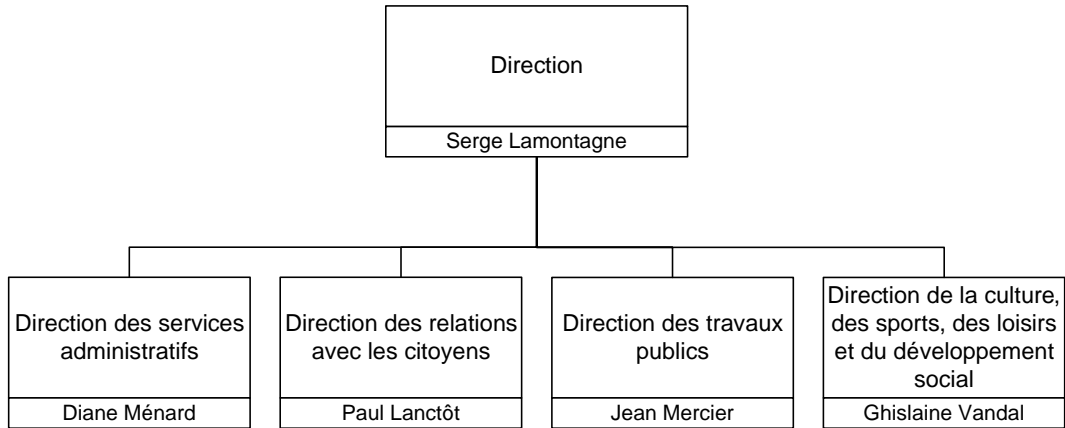 Direction
Serge Lamontagne
Direction des services
administratifs
Diane Ménard
Direction des relations
avec les citoyens
Paul Lanctôt
Direction des travaux
publics
Jean Mercier
Direction de la culture,
des sports, des loisirs
et du développement
social
Ghislaine Vandal